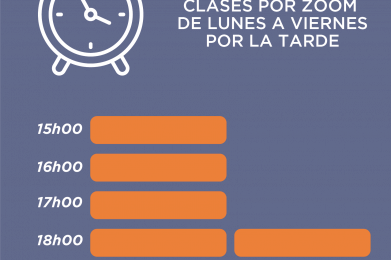 CLASES POR ZOOM
DE LUNES A VIERNES
POR LA TARDE
15h00
16h00
17h00
18h00